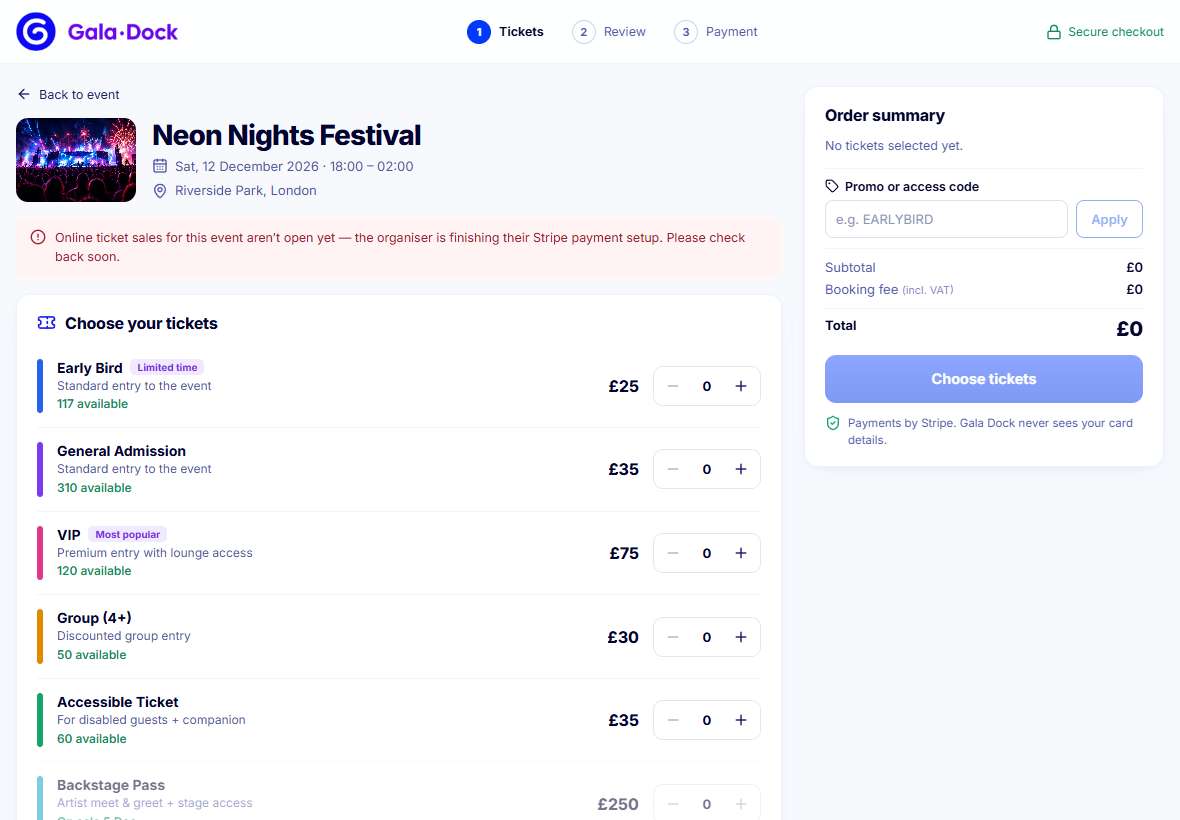 Gala·Dock
1 Tickets
2 Review
3 Payment
Secure checkout
Back to event
Neon Nights Festival
Sat, 12 December 2026 · 18:00 – 02:00
Riverside Park, London
Online ticket sales for this event aren't open yet — the organiser is finishing their Stripe payment setup. Please check
back soon.
Choose your tickets
Early Bird Limited time
Standard entry to the event
117 available
£25 − 0 +
General Admission
Standard entry to the event
310 available
£35 − 0 +
VIP Most popular
Premium entry with lounge access
120 available
£75 − 0 +
Group (4+)
Discounted group entry
50 available
£30 − 0 +
Accessible Ticket
For disabled guests + companion
60 available
£35 − 0 +
Backstage Pass
Artist meet & greet + stage access
£250 − 0 +
Order summary
No tickets selected yet.
Promo or access code
e.g. EARLYBIRD
Apply
Subtotal £0
Booking fee (incl. VAT) £0
Total £0
Choose tickets
Payments by Stripe. Gala Dock never sees your card
details.